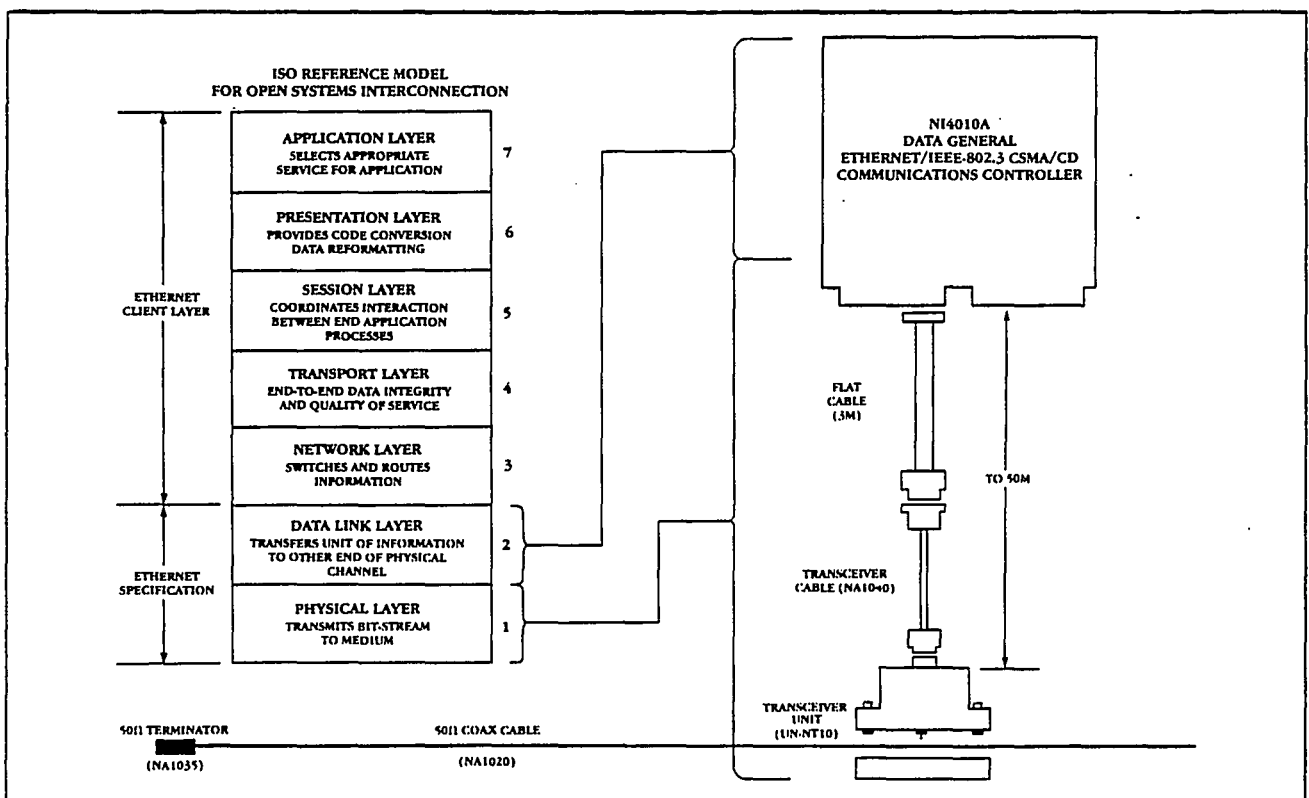 ISO REFERENCE MODEL
FOR OPEN SYSTEMS INTERCONNECTION
APPLICATION LAYER
SELECTS APPROPRIATE
SERVICE FOR APPLICATION
7
PRESENTATION LAYER
PROVIDES CODE CONVERSION
DATA REFORMATTING
6
SESSION LAYER
COORDINATES INTERACTION
BETWEEN END APPLICATION
PROCESSES
5
TRANSPORT LAYER
END-TO-END DATA INTEGRITY
AND QUALITY OF SERVICE
4
NETWORK LAYER
SWITCHES AND ROUTES
INFORMATION
3
DATA LINK LAYER
TRANSFERS UNIT OF INFORMATION
TO OTHER END OF PHYSICAL
CHANNEL
2
PHYSICAL LAYER
TRANSMITS BIT-STREAM
TO MEDIUM
1
ETHERNET
CLIENT LAYER
ETHERNET
SPECIFICATION
NI4010A
DATA GENERAL
ETHERNET/IEEE-802.3 CSMA/CD
COMMUNICATIONS CONTROLLER
FLAT
CABLE
(3M)
TO 50M
TRANSCEIVER
CABLE (NA1040)
TRANSCEIVER
UNIT
(UN-NT10)
50Ω TERMINATOR
(NA1035)
50Ω COAX CABLE
(NA1020)